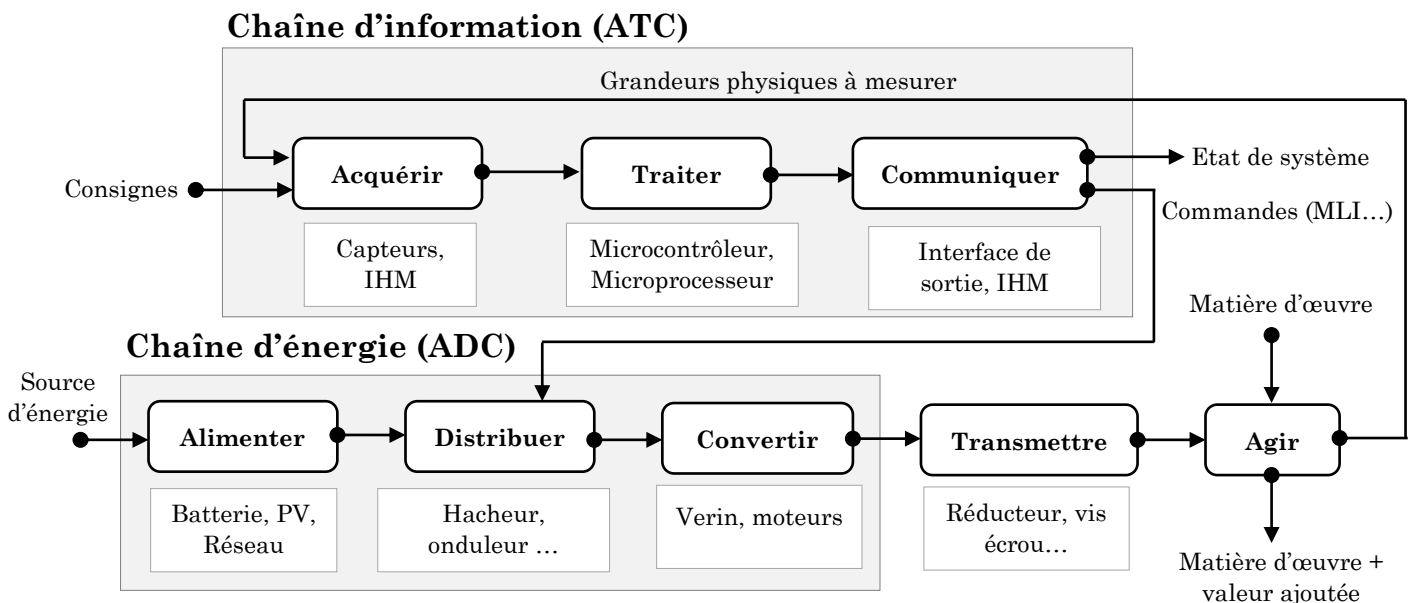 Chaîne d’information (ATC)
Grandeurs physiques à mesurer
Consignes
Acquérir
Traiter
Communiquer
Etat de système
Commandes (MLI…)
Capteurs,
IHM
Microcontrôleur,
Microprocesseur
Interface de
sortie, IHM
Matière d’œuvre
Chaîne d’énergie (ADC)
Source
d’énergie
Alimenter
Distribuer
Convertir
Transmettre
Agir
Batterie, PV,
Réseau
Hacheur,
onduleur …
Verin, moteurs
Réducteur, vis
écrou…
Matière d’œuvre +
valeur ajoutée